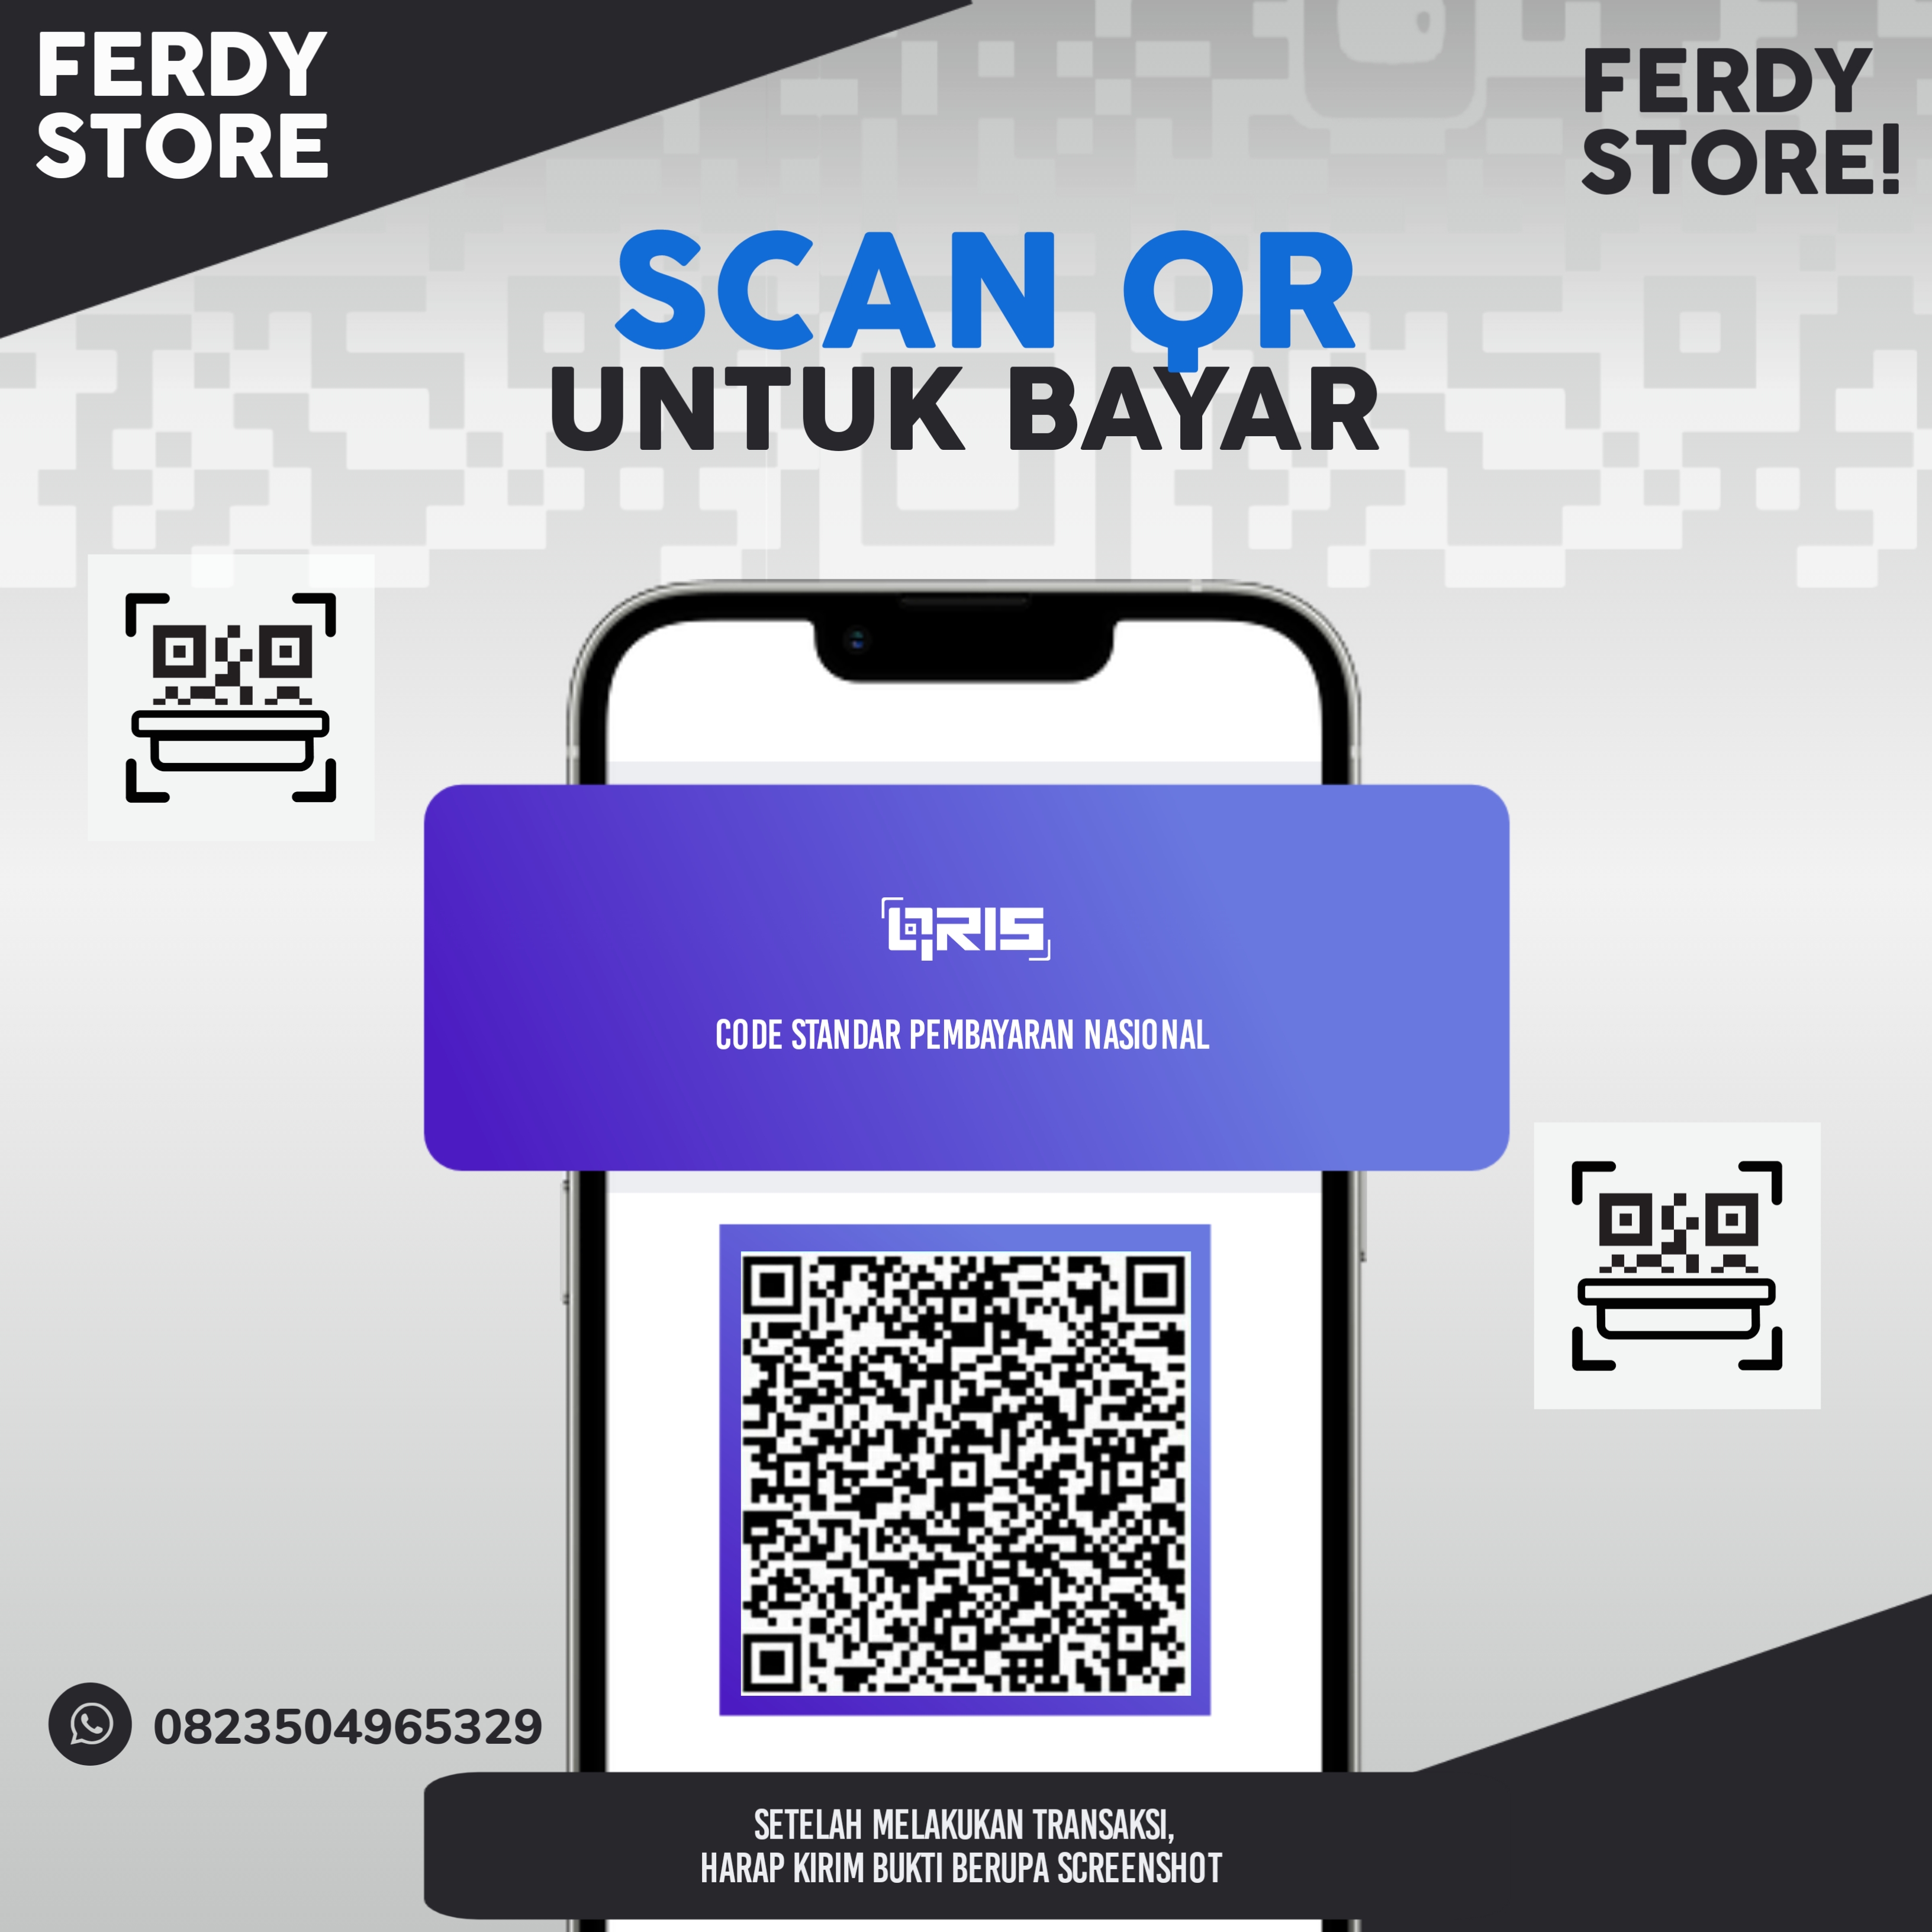 FERDY
STORE
FERDY
STORE!
SCAN QR
UNTUK BAYAR
QRIS
CODE STANDAR PEMBAYARAN NASIONAL
0823504965329
SETELAH MELAKUKAN TRANSAKSI,
HARAP KIRIM BUKTI BERUPA SCREENSHOT